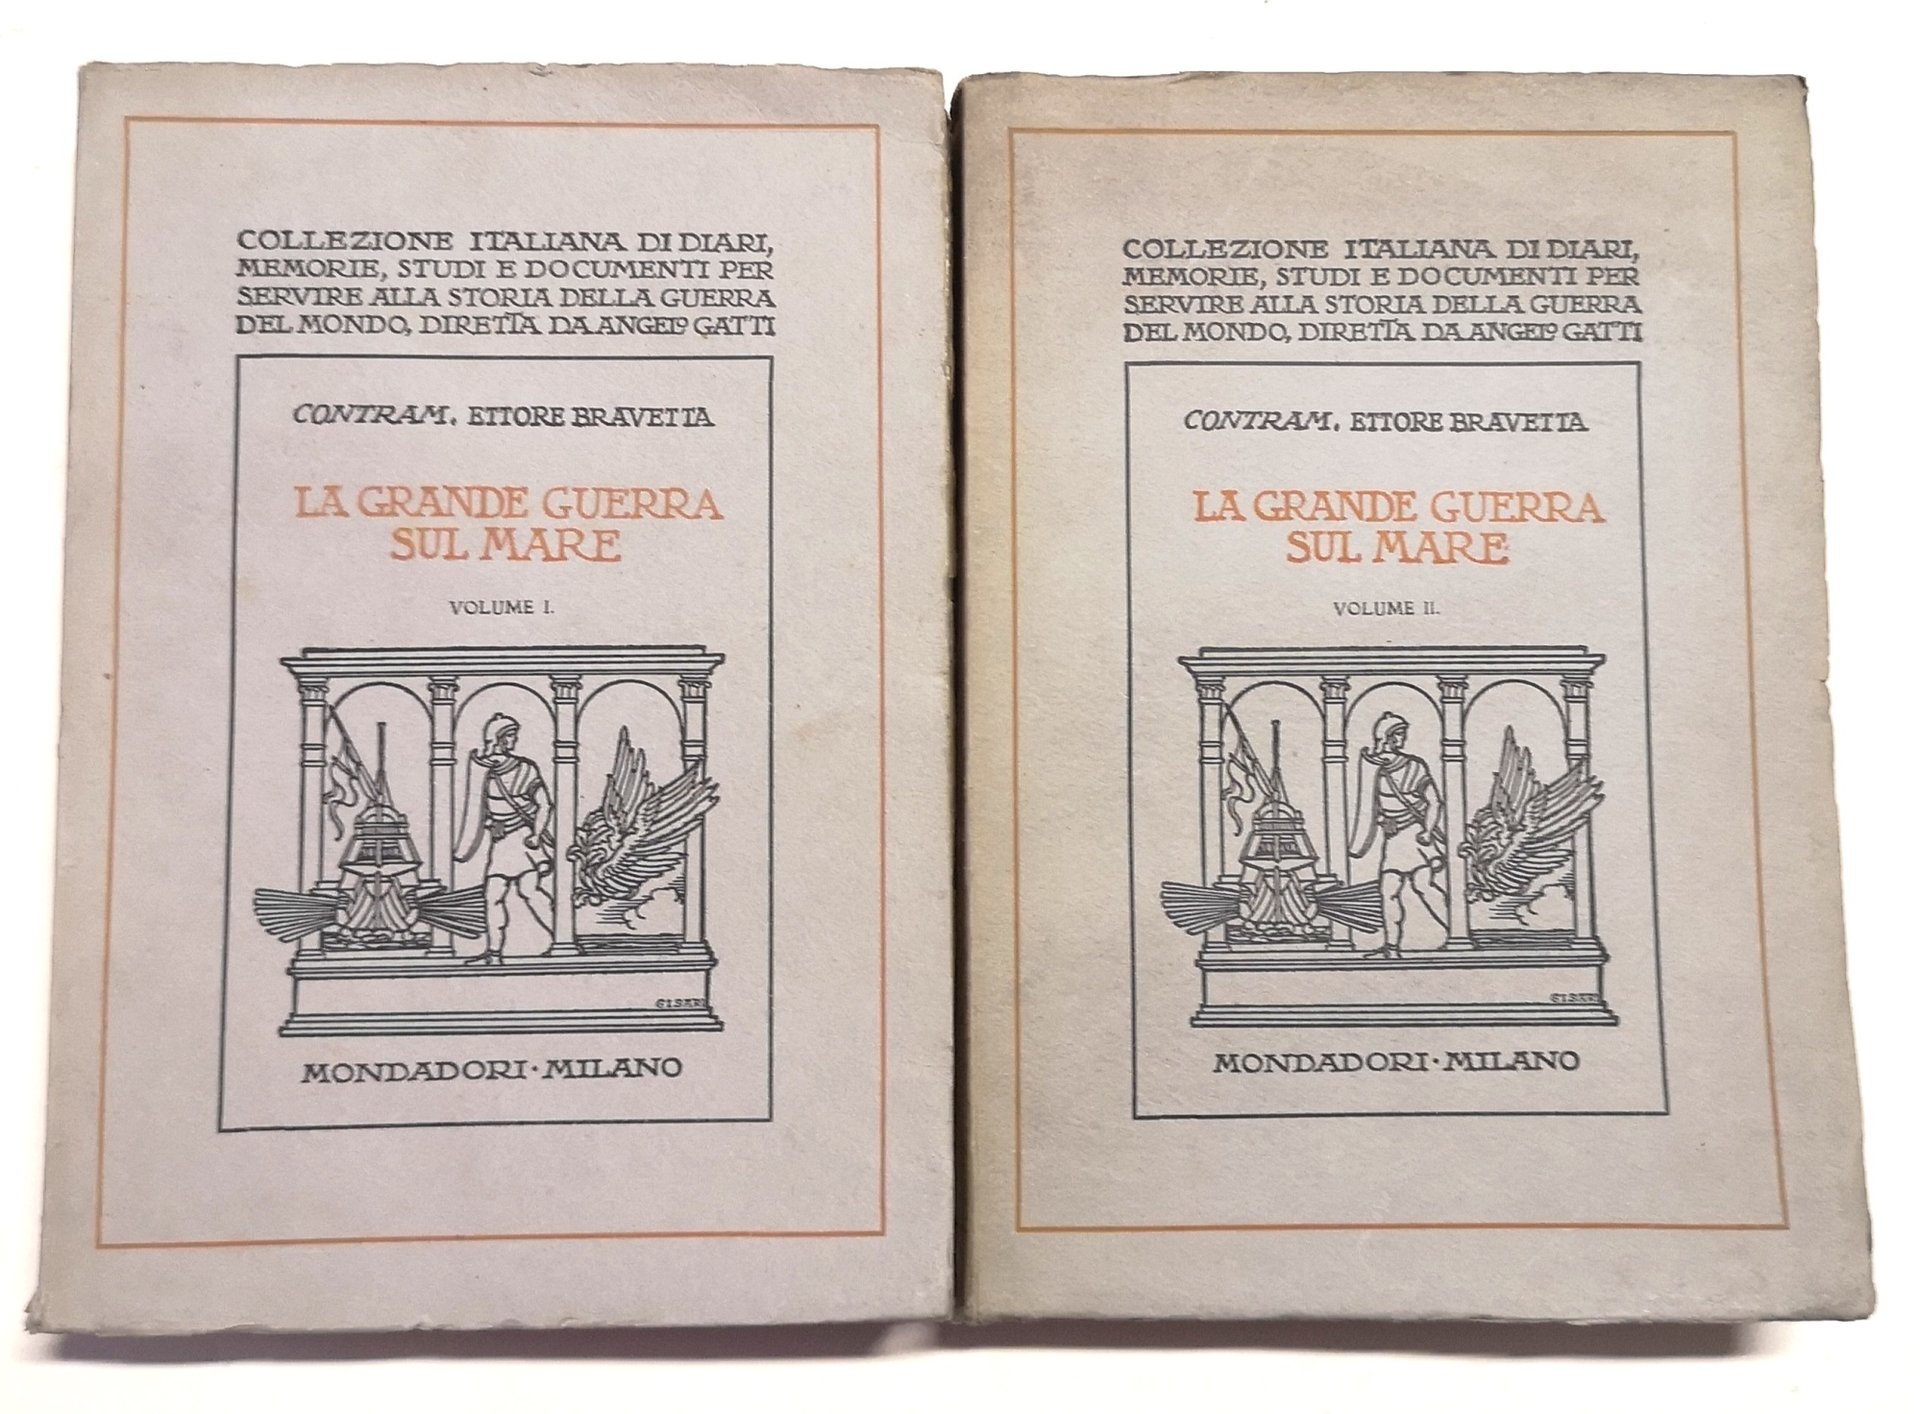 COLLEZIONE ITALIANA DI DIARI,
MEMORIE, STUDI E DOCUMENTI PER
SERVIRE ALLA STORIA DELLA GUERRA
DEL MONDO, DIRETTA DA ANGELO GATTI
CONTRAM. ETTORE BRAVETTA
LA GRANDE GUERRA
SUL MARE
VOLUME I.
GISARI
MONDADORI · MILANO
COLLEZIONE ITALIANA DI DIARI,
MEMORIE, STUDI E DOCUMENTI PER
SERVIRE ALLA STORIA DELLA GUERRA
DEL MONDO, DIRETTA DA ANGELO GATTI
CONTRAM. ETTORE BRAVETTA
LA GRANDE GUERRA
SUL MARE
VOLUME II.
GISARI
MONDADORI · MILANO